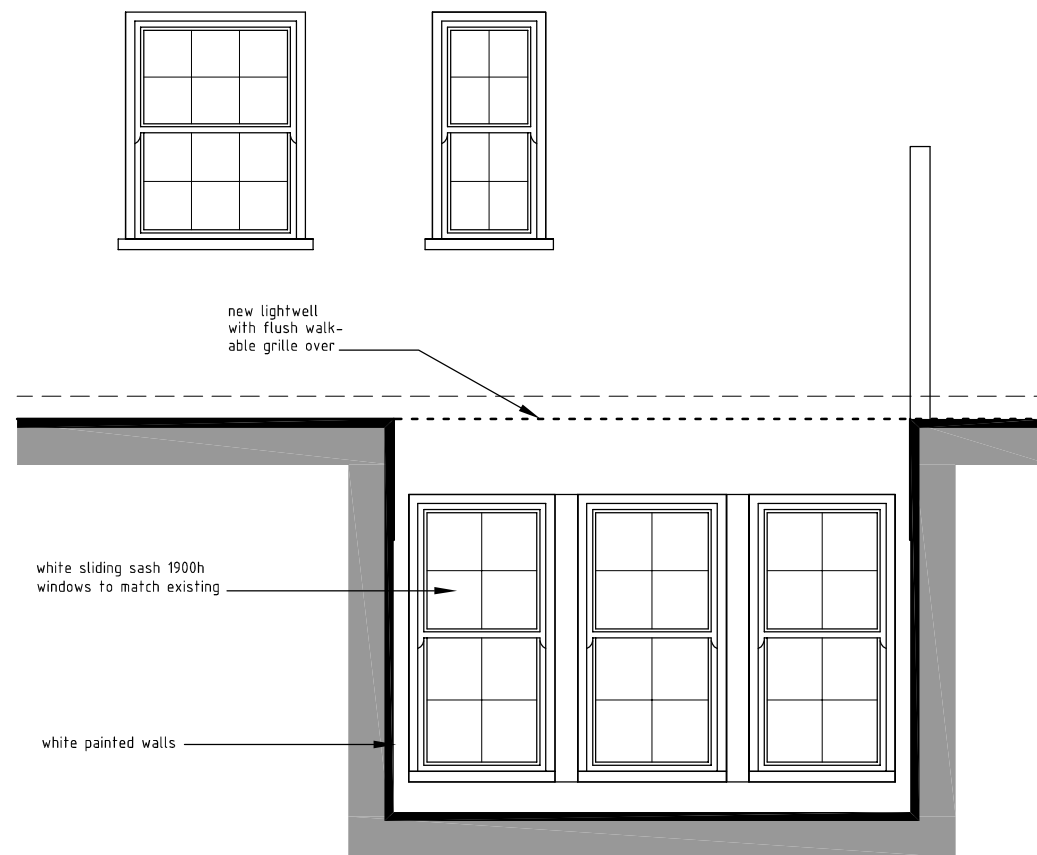 new lightwell
with flush walk-
able grille over
white sliding sash 1900h
windows to match existing
white painted walls